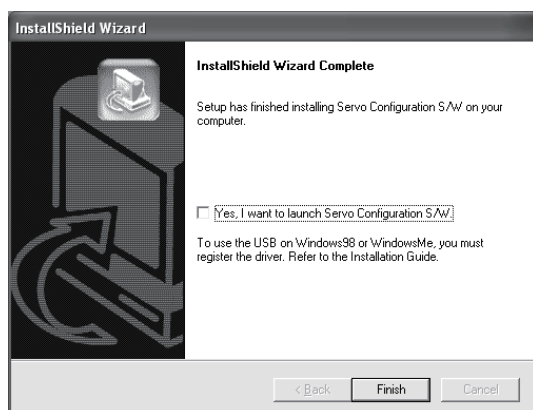 InstallShield Wizard
InstallShield Wizard Complete
Setup has finished installing Servo Configuration S/W on your
computer.
Yes, I want to launch Servo Configuration S/W.
To use the USB on Windows98 or WindowsMe, you must
register the driver. Refer to the Installation Guide.
< Back
Finish
Cancel